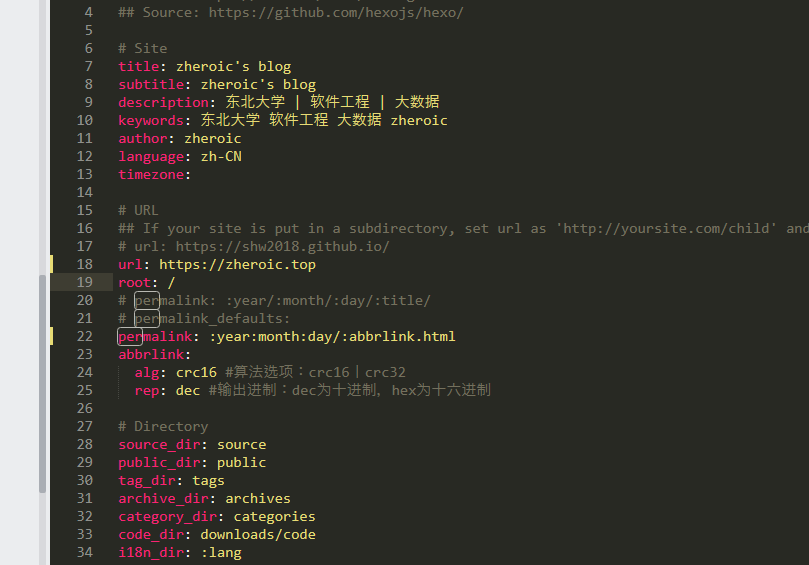 4 ## Source: https://github.com/hexojs/hexo/
5
6 # Site
7 title: zheroic's blog
8 subtitle: zheroic's blog
9 description: 东北大学 | 软件工程 | 大数据
10 keywords: 东北大学 软件工程 大数据 zheroic
11 author: zheroic
12 language: zh-CN
13 timezone:
14
15 # URL
16 ## If your site is put in a subdirectory, set url as 'http://yoursite.com/child' and
17 # url: https://shw2018.github.io/
18 url: https://zheroic.top
19 root: /
20 # permalink: :year/:month/:day/:title/
21 # permalink_defaults:
22 permalink: :year:month:day/:abbrlink.html
23 abbrlink:
24   alg: crc16 #算法选项：crc16丨crc32
25   rep: dec #输出进制：dec为十进制，hex为十六进制
26
27 # Directory
28 source_dir: source
29 public_dir: public
30 tag_dir: tags
31 archive_dir: archives
32 category_dir: categories
33 code_dir: downloads/code
34 i18n_dir: :lang